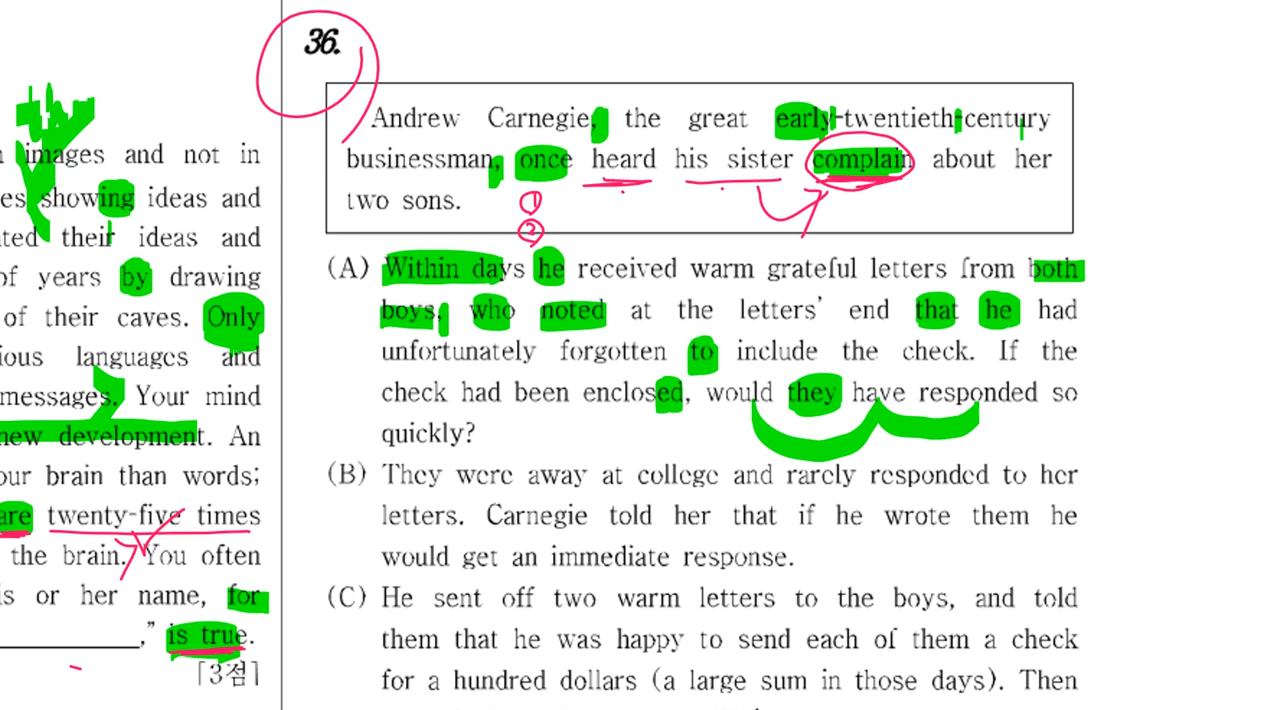 images and not in
showing ideas and
their ideas and
of years by drawing
of their caves. Only
languages and
messages. Your mind
new development. An
our brain than words;
are twenty-five times
the brain. You often
is or her name, for
," is true.
[3점]
36.
Andrew Carnegie, the great early-twentieth-century
businessman, once heard his sister complain about her
two sons.
①
②
(A) Within days he received warm grateful letters from both
boys, who noted at the letters' end that he had
unfortunately forgotten to include the check. If the
check had been enclosed, would they have responded so
quickly?
(B) They were away at college and rarely responded to her
letters. Carnegie told her that if he wrote them he
would get an immediate response.
(C) He sent off two warm letters to the boys, and told
them that he was happy to send each of them a check
for a hundred dollars (a large sum in those days). Then